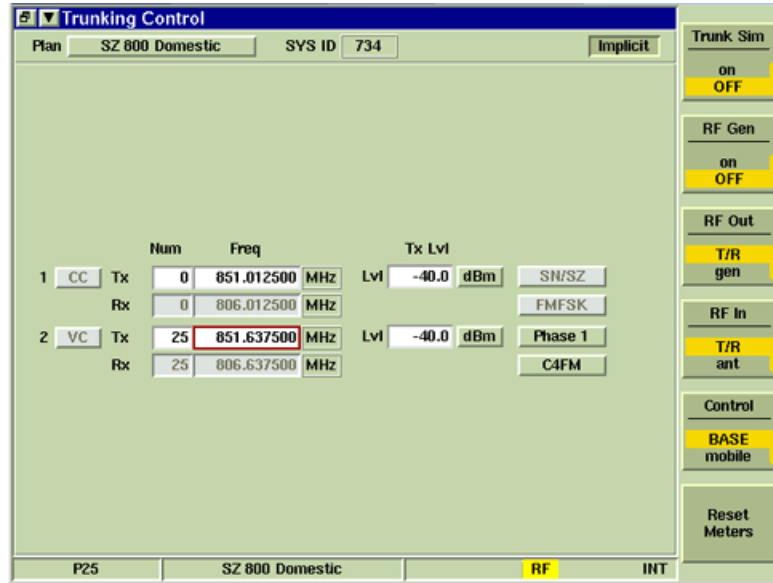 Trunking Control
Plan SZ 800 Domestic SYS ID 734 Implicit
Num Freq Tx Lvl
1 CC Tx 0 851.012500 MHz Lvl -40.0 dBm SN/SZ
Rx 0 806.012500 MHz FMFSK
2 VC Tx 25 851.637500 MHz Lvl -40.0 dBm Phase 1
Rx 25 806.637500 MHz C4FM
P25 SZ 800 Domestic RF INT
Trunk Sim
on
OFF
RF Gen
on
OFF
RF Out
T/R
gen
RF In
T/R
ant
Control
BASE
mobile
Reset
Meters